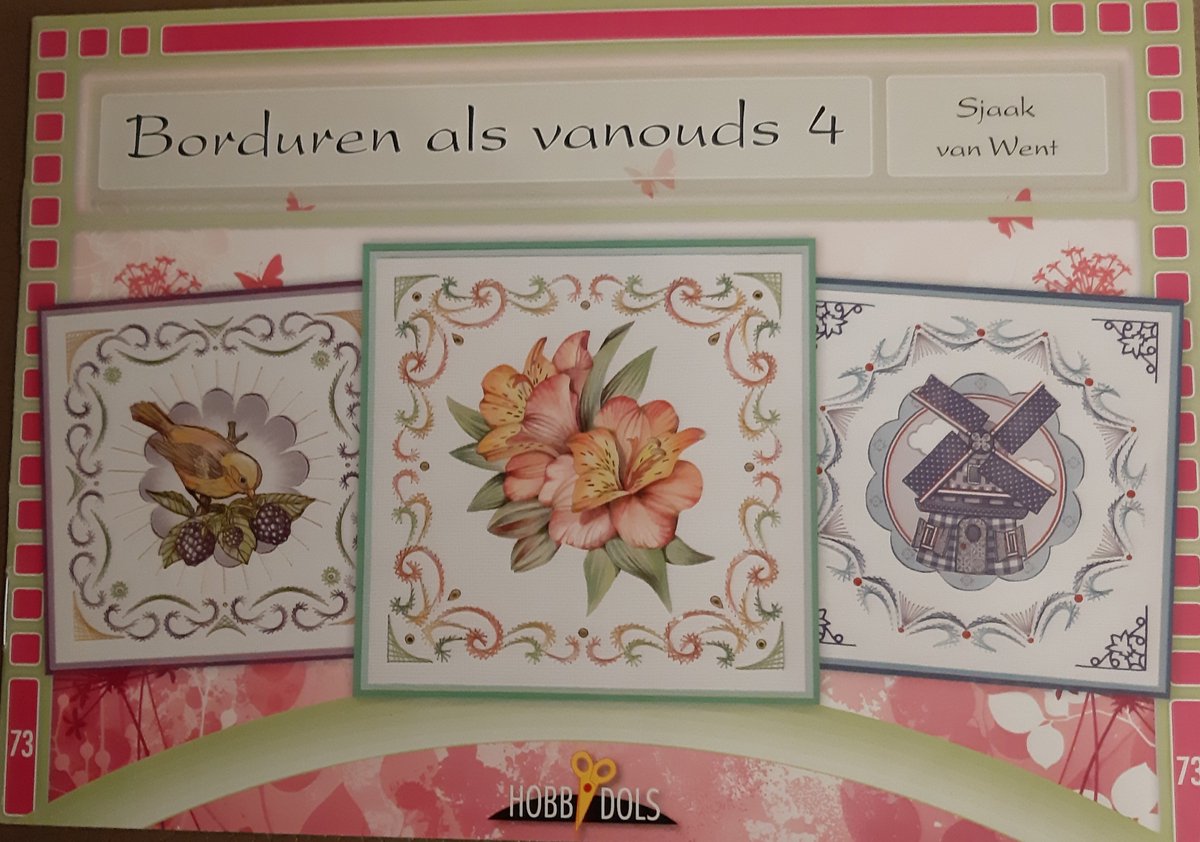 Borduren als vanouds 4
Sjaak
van Went
73
73
HOBBYDOLS